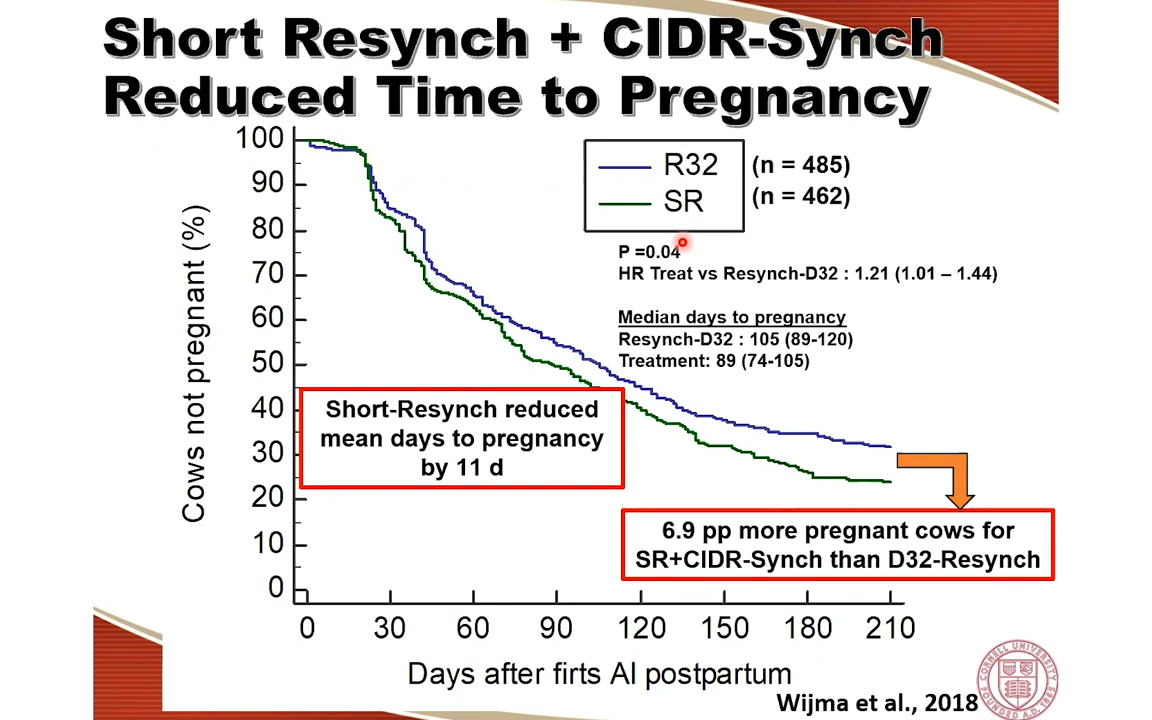 Short Resynch + CIDR-Synch
Reduced Time to Pregnancy
100
90
80
70
60
50
40
30
20
10
0
Cows not pregnant (%)
R32 (n = 485)
SR (n = 462)
P =0.04
HR Treat vs Resynch-D32 : 1.21 (1.01 – 1.44)
Median days to pregnancy
Resynch-D32 : 105 (89-120)
Treatment: 89 (74-105)
Short-Resynch reduced
mean days to pregnancy
by 11 d
6.9 pp more pregnant cows for
SR+CIDR-Synch than D32-Resynch
0 30 60 90 120 150 180 210
Days after firts AI postpartum
Wijma et al., 2018
CORNELL UNIVERSITY
FOUNDED A.D. 1865